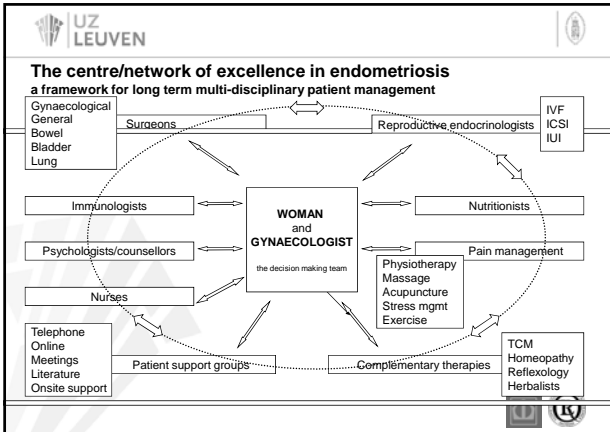 UZ
LEUVEN
The centre/network of excellence in endometriosis
a framework for long term multi-disciplinary patient management
Gynaecological
General
Bowel
Bladder
Lung
Surgeons
Reproductive endocrinologists
IVF
ICSI
IUI
Immunologists
Psychologists/counsellors
Nurses
WOMAN
and
GYNAECOLOGIST
the decision making team
Nutritionists
Pain management
Physiotherapy
Massage
Acupuncture
Stress mgmt
Exercise
Telephone
Online
Meetings
Literature
Onsite support
Patient support groups
Complementary therapies
TCM
Homeopathy
Reflexology
Herbalists